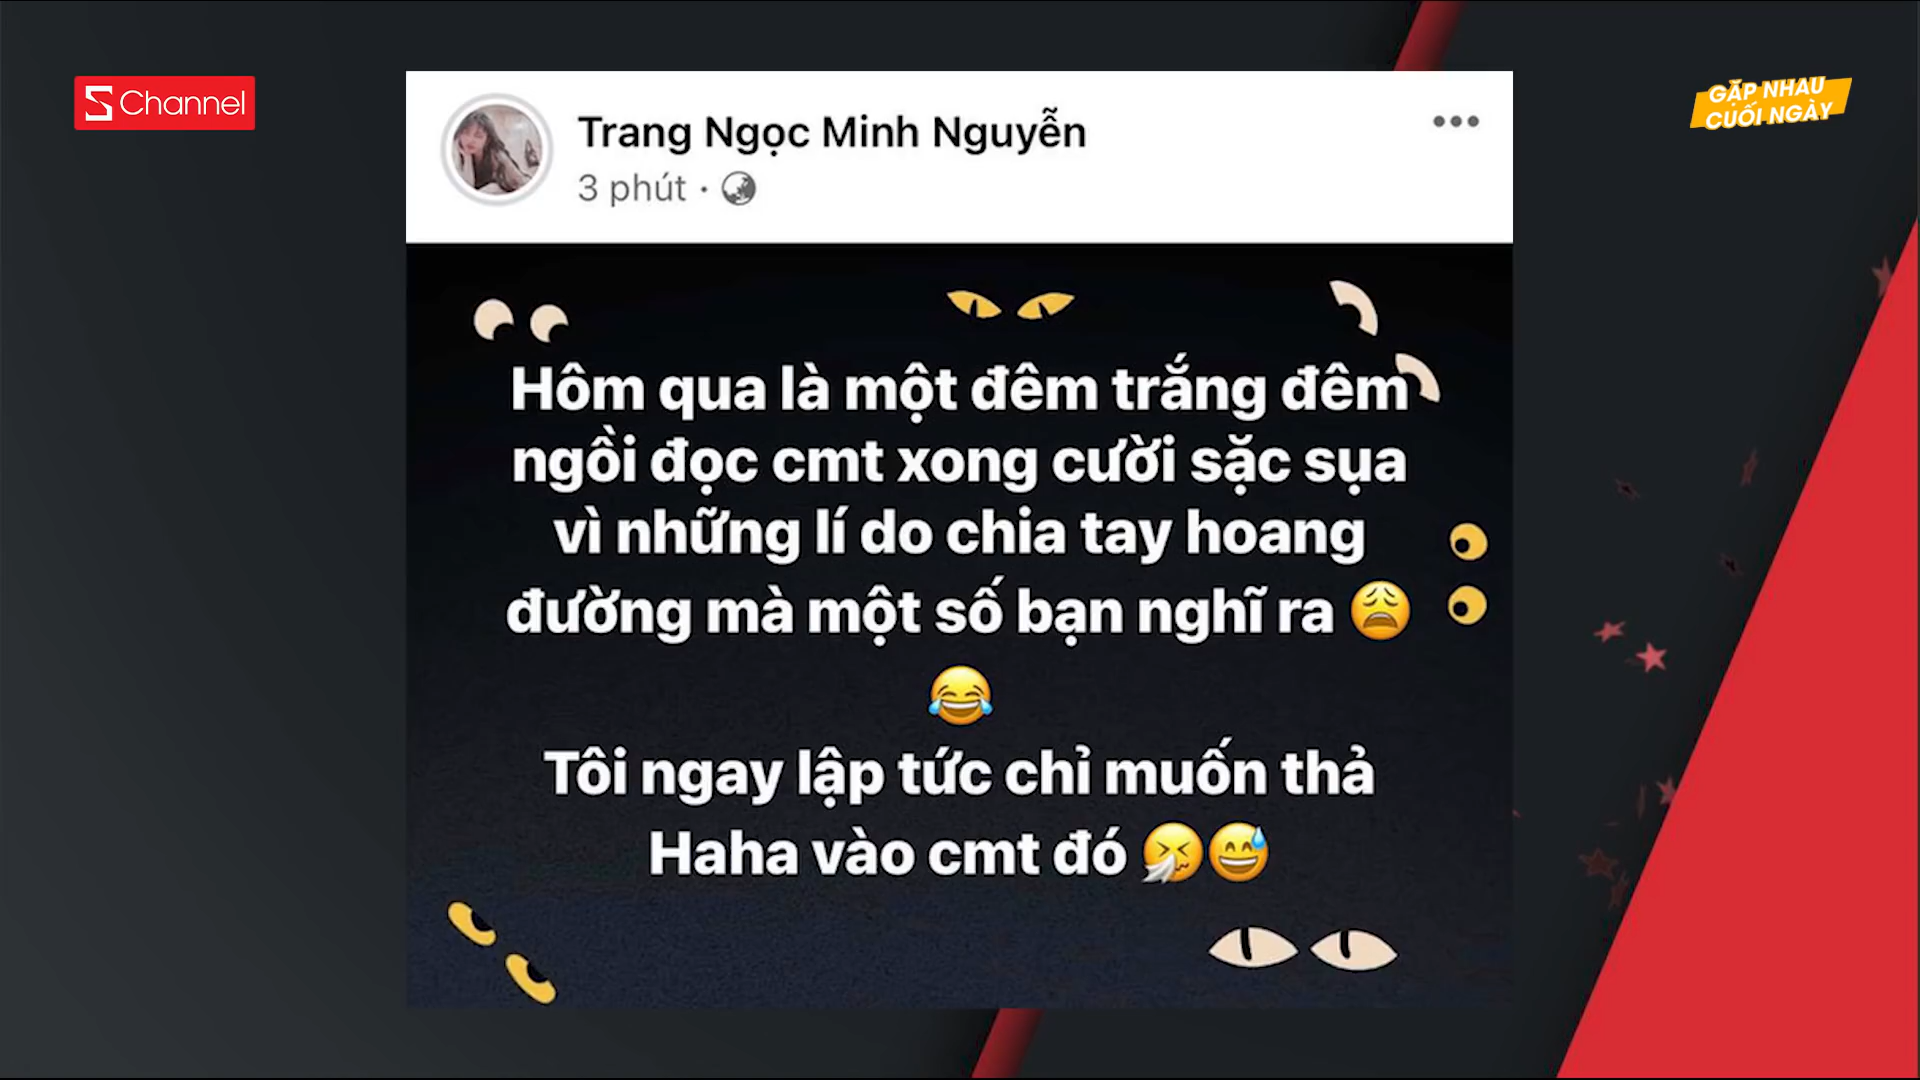 S Channel
GẶP NHAU
CUỐI NGÀY
Trang Ngọc Minh Nguyễn
3 phút ·
Hôm qua là một đêm trắng đêm
ngồi đọc cmt xong cười sặc sụa
vì những lí do chia tay hoang
đường mà một số bạn nghĩ ra 😩
😂
Tôi ngay lập tức chỉ muốn thả
Haha vào cmt đó 🤧😅